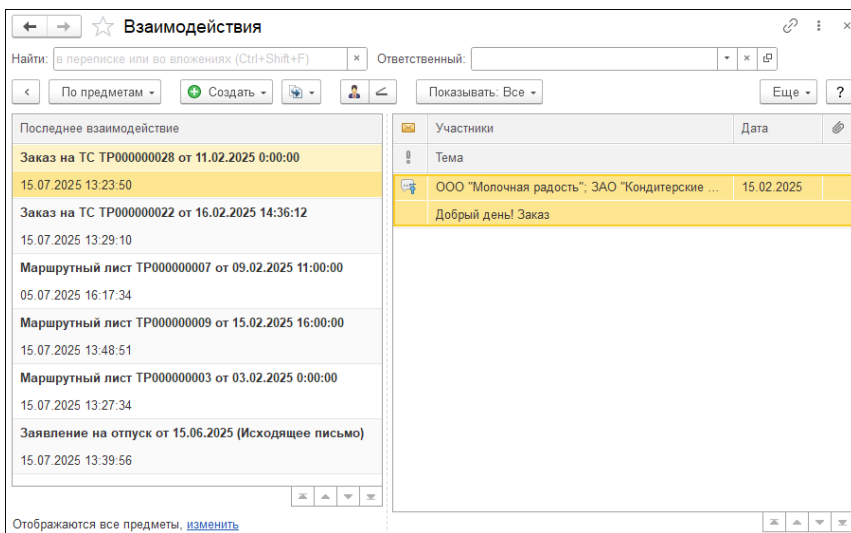 Взаимодействия
Найти: в переписке или во вложениях (Ctrl+Shift+F) Ответственный:
По предметам Создать Показывать: Все Еще ?
Последнее взаимодействие
Заказ на ТС ТР000000028 от 11.02.2025 0:00:00
15.07.2025 13:23:50
Заказ на ТС ТР000000022 от 16.02.2025 14:36:12
15.07.2025 13:29:10
Маршрутный лист ТР000000007 от 09.02.2025 11:00:00
05.07.2025 16:17:34
Маршрутный лист ТР000000009 от 15.02.2025 16:00:00
15.07.2025 13:48:51
Маршрутный лист ТР000000003 от 03.02.2025 0:00:00
15.07.2025 13:27:34
Заявление на отпуск от 15.06.2025 (Исходящее письмо)
15.07.2025 13:39:56
Отображаются все предметы, изменить
Участники Дата
Тема
ООО "Молочная радость"; ЗАО "Кондитерские ... 15.02.2025
Добрый день! Заказ